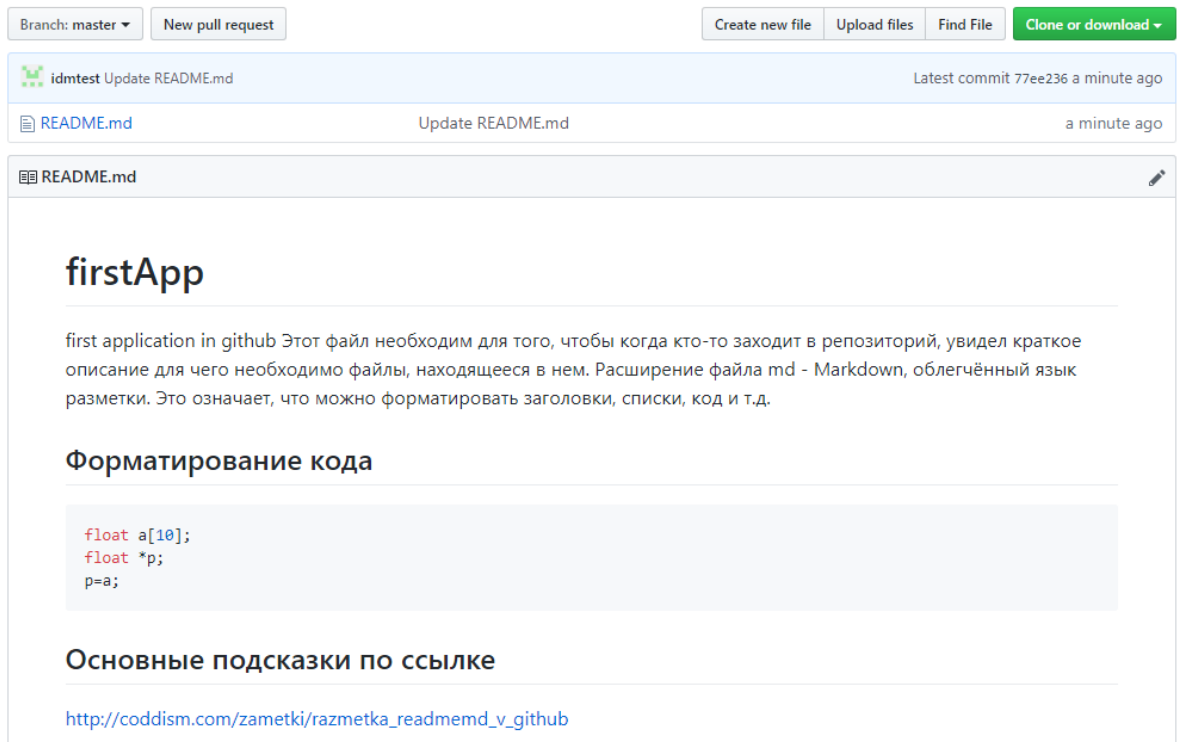 Branch: master New pull request Create new file Upload files Find File Clone or download
idmtest Update README.md Latest commit 77ee236 a minute ago
README.md Update README.md a minute ago
README.md
firstApp
first application in github Этот файл необходим для того, чтобы когда кто-то заходит в репозиторий, увидел краткое
описание для чего необходимо файлы, находящееся в нем. Расширение файла md - Markdown, облегчённый язык
разметки. Это означает, что можно форматировать заголовки, списки, код и т.д.
Форматирование кода
float a[10];
float *p;
p=a;
Основные подсказки по ссылке
http://coddism.com/zametki/razmetka_readmemd_v_github